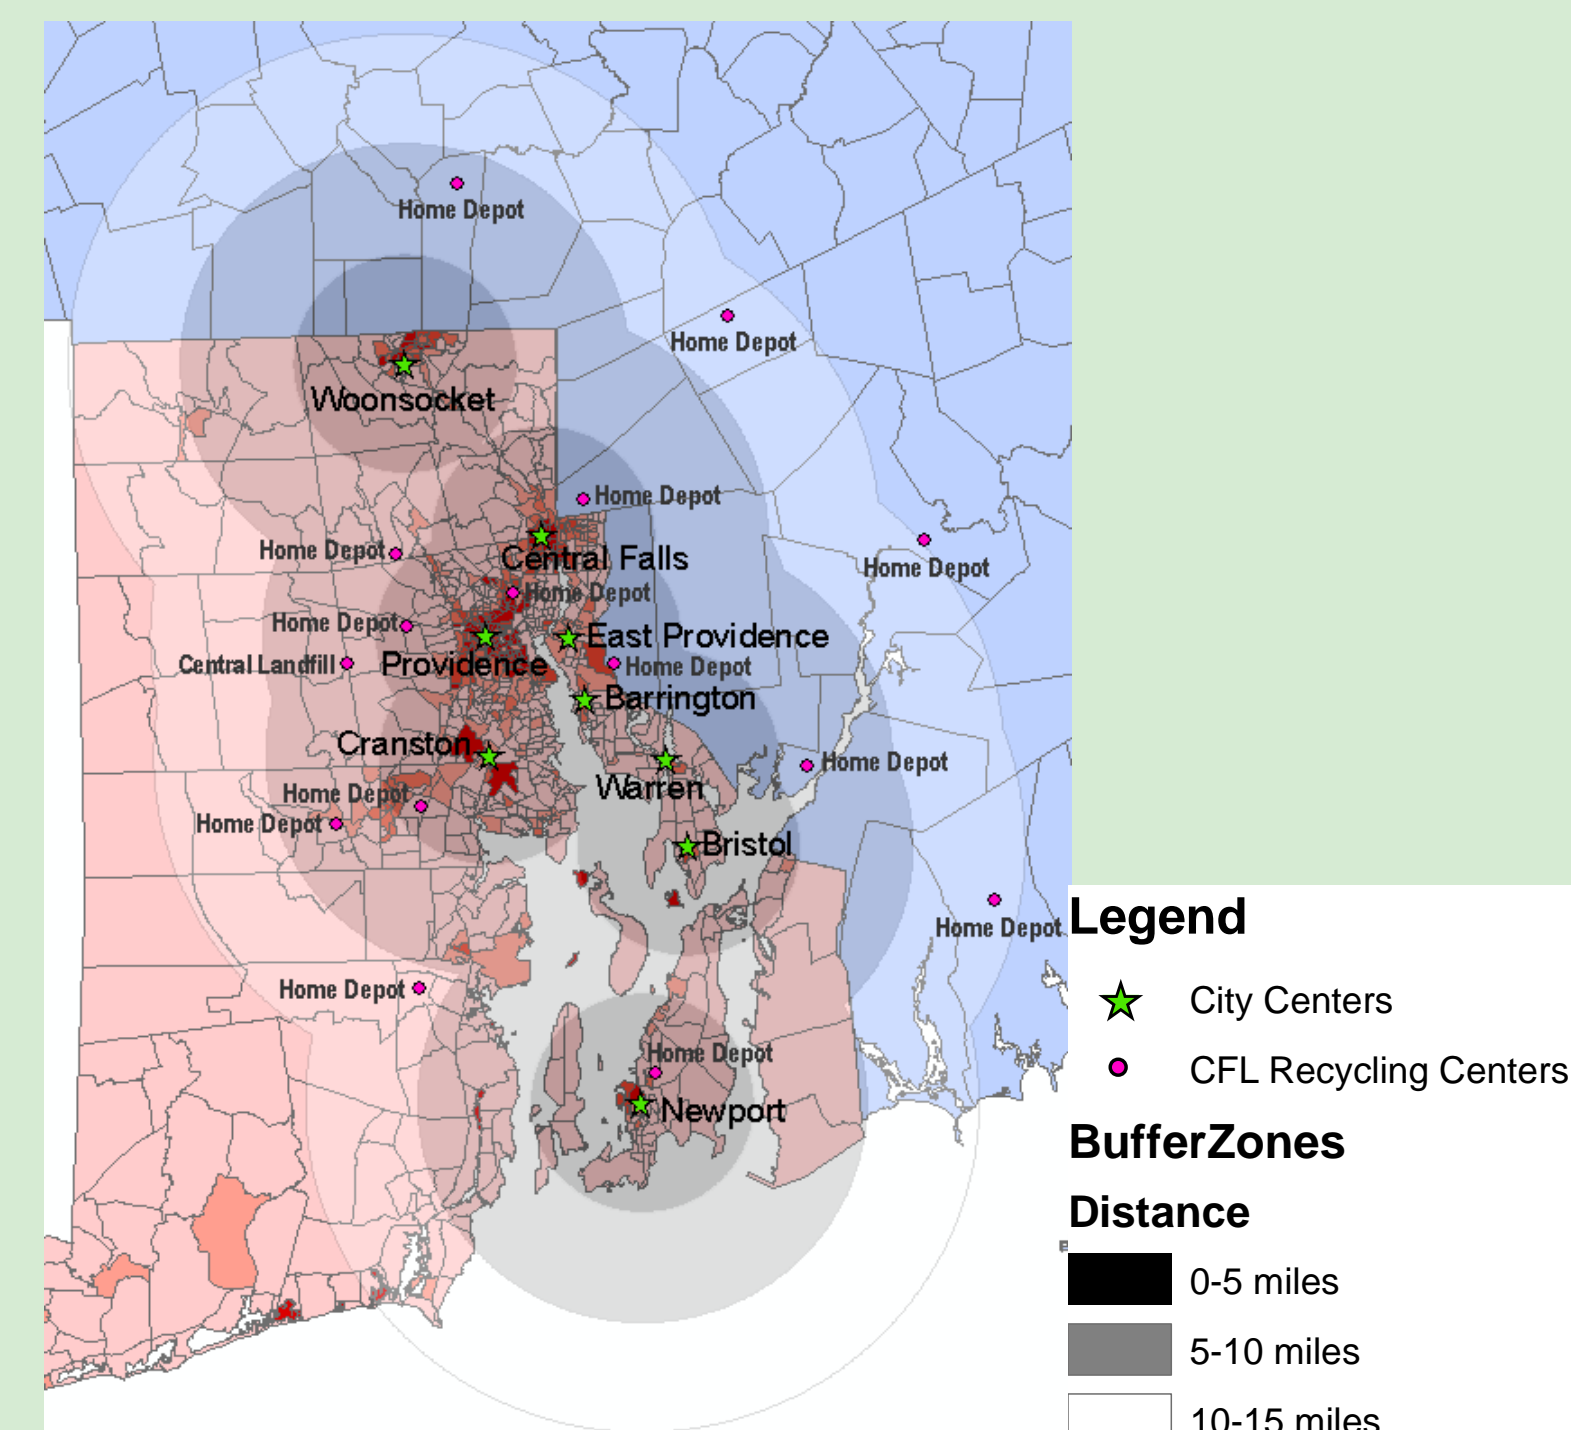 Home Depot
Home Depot
Woonsocket
Home Depot
Home Depot
Central Falls
Home Depot
Home Depot
Home Depot
East Providence
Central Landfill
Providence
Home Depot
Barrington
Cranston
Home Depot
Warren
Home Depot
Home Depot
Bristol
Home Depot
Home Depot
Home Depot
Newport
Legend
City Centers
CFL Recycling Centers
BufferZones
Distance
0-5 miles
5-10 miles
10-15 miles